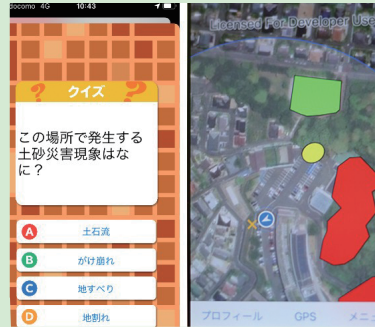 docomo 4G 10:43
クイズ
この場所で発生する
土砂災害現象はな
に？
A 土石流
B がけ崩れ
C 地すべり
D 地割れ
Licensed For Developer Use
プロフィール GPS メニュ